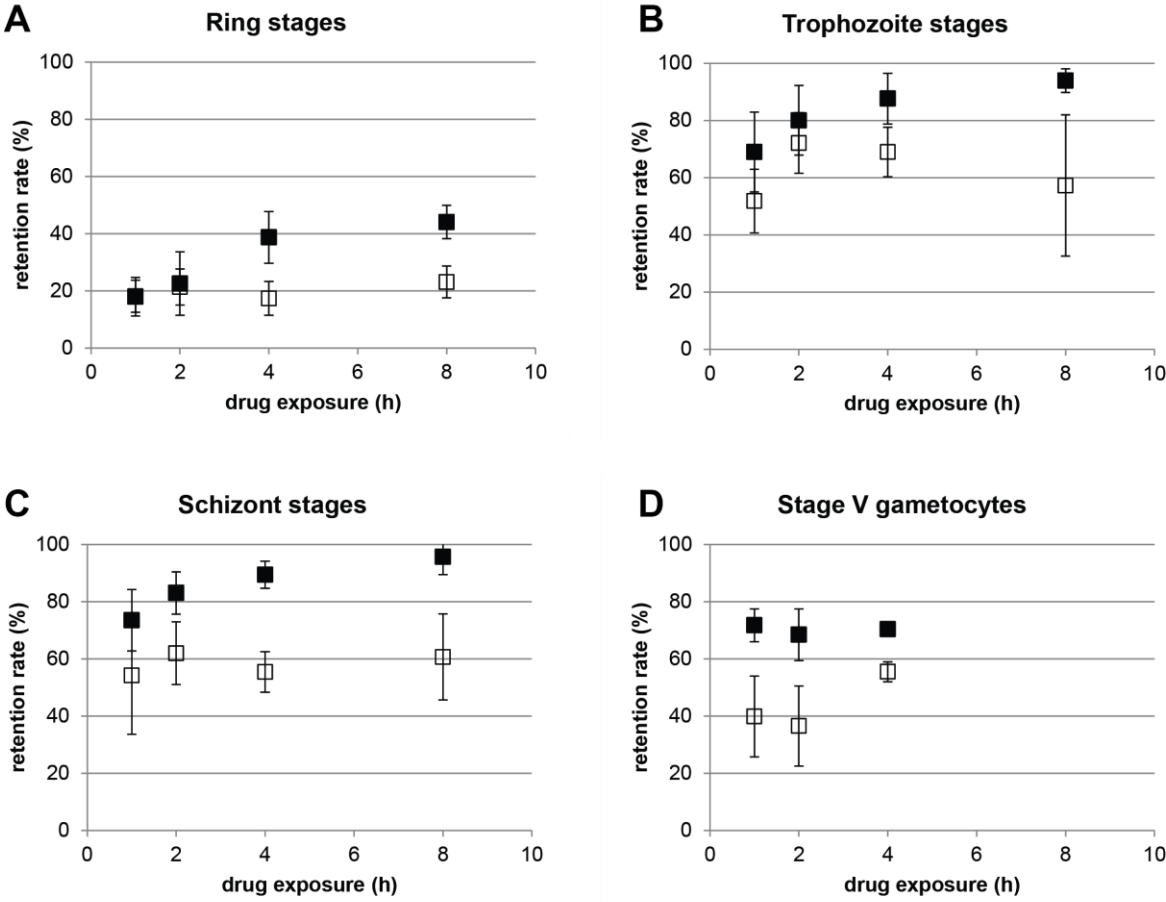 A
Ring stages
retention rate (%)
100
80
60
40
20
0
0 2 4 6 8 10
drug exposure (h)
B
Trophozoite stages
retention rate (%)
100
80
60
40
20
0
0 2 4 6 8 10
drug exposure (h)
C
Schizont stages
retention rate (%)
100
80
60
40
20
0
0 2 4 6 8 10
drug exposure (h)
D
Stage V gametocytes
retention rate (%)
100
80
60
40
20
0
0 2 4 6 8 10
drug exposure (h)